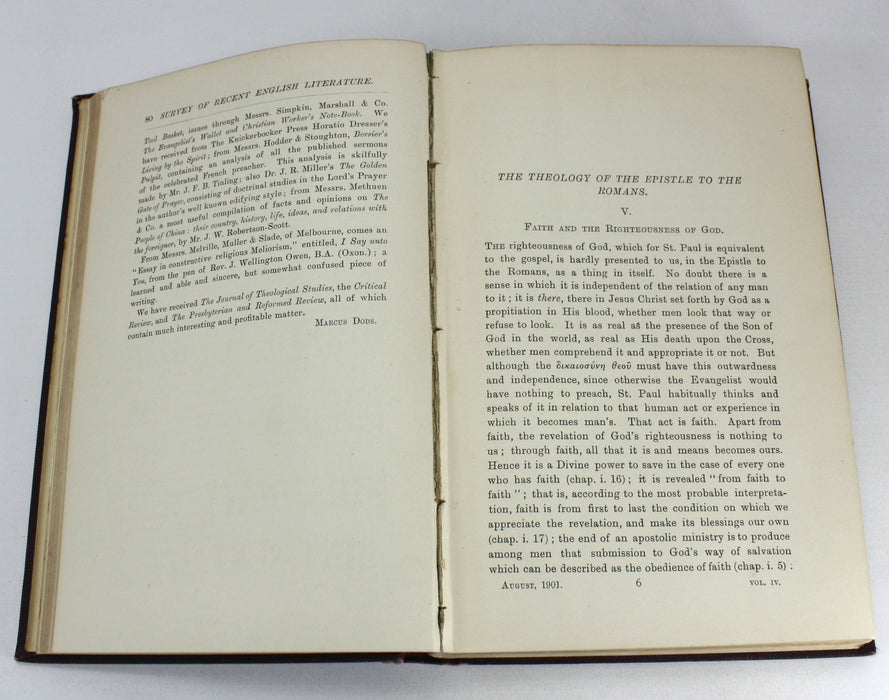 80 SURVEY OF RECENT ENGLISH LITERATURE.
Tool Basket, issues through Messrs. Simpkin, Marshall & Co.
The Evangelist's Wallet and Christian Worker's Note-Book. We
have received from The Knickerbocker Press Horatio Dresser's
Living by the Spirit; from Messrs. Hodder & Stoughton, Bersier's
Pulpit, containing an analysis of all the published sermons
of the celebrated French preacher. This analysis is skilfully
made by Mr. J. F. B. Tinling; also Dr. J. R. Miller's The Golden
Gate of Prayer, consisting of doctrinal studies in the Lord's Prayer
in the author's well known edifying style; from Messrs. Methuen
& Co. a most useful compilation of facts and opinions on The
People of China: their country, history, life, ideas, and relations with
the foreigner, by Mr. J. W. Robertson-Scott.
From Messrs. Melville, Muller & Slade, of Melbourne, comes an
"Essay in constructive religious Meliorism," entitled, I Say unto
You, from the pen of Rev. J. Wellington Owen, B.A. (Oxon.); a
learned and able and sincere, but somewhat confused piece of
writing.
We have received The Journal of Theological Studies, the Critical
Review, and The Presbyterian and Reformed Review, all of which
contain much interesting and profitable matter.
MARCUS DODS.
THE THEOLOGY OF THE EPISTLE TO THE
ROMANS.
V.
FAITH AND THE RIGHTEOUSNESS OF GOD.
THE righteousness of God, which for St. Paul is equivalent
to the gospel, is hardly presented to us, in the Epistle to
the Romans, as a thing in itself. No doubt there is a
sense in which it is independent of the relation of any man
to it; it is there, there in Jesus Christ set forth by God as a
propitiation in His blood, whether men look that way or
refuse to look. It is as real as the presence of the Son of
God in the world, as real as His death upon the Cross,
whether men comprehend it and appropriate it or not. But
although the δικαιοσύνη θεοῦ must have this outwardness
and independence, since otherwise the Evangelist would
have nothing to preach, St. Paul habitually thinks and
speaks of it in relation to that human act or experience in
which it becomes man's. That act is faith. Apart from
faith, the revelation of God's righteousness is nothing to
us; through faith, all that it is and means becomes ours.
Hence it is a Divine power to save in the case of every one
who has faith (chap. i. 16); it is revealed "from faith to
faith"; that is, according to the most probable interpreta-
tion, faith is from first to last the condition on which we
appreciate the revelation, and make its blessings our own
(chap. i. 17); the end of an apostolic ministry is to produce
among men that submission to God's way of salvation
which can be described as the obedience of faith (chap. i. 5):
AUGUST, 1901. 6 VOL. IV.